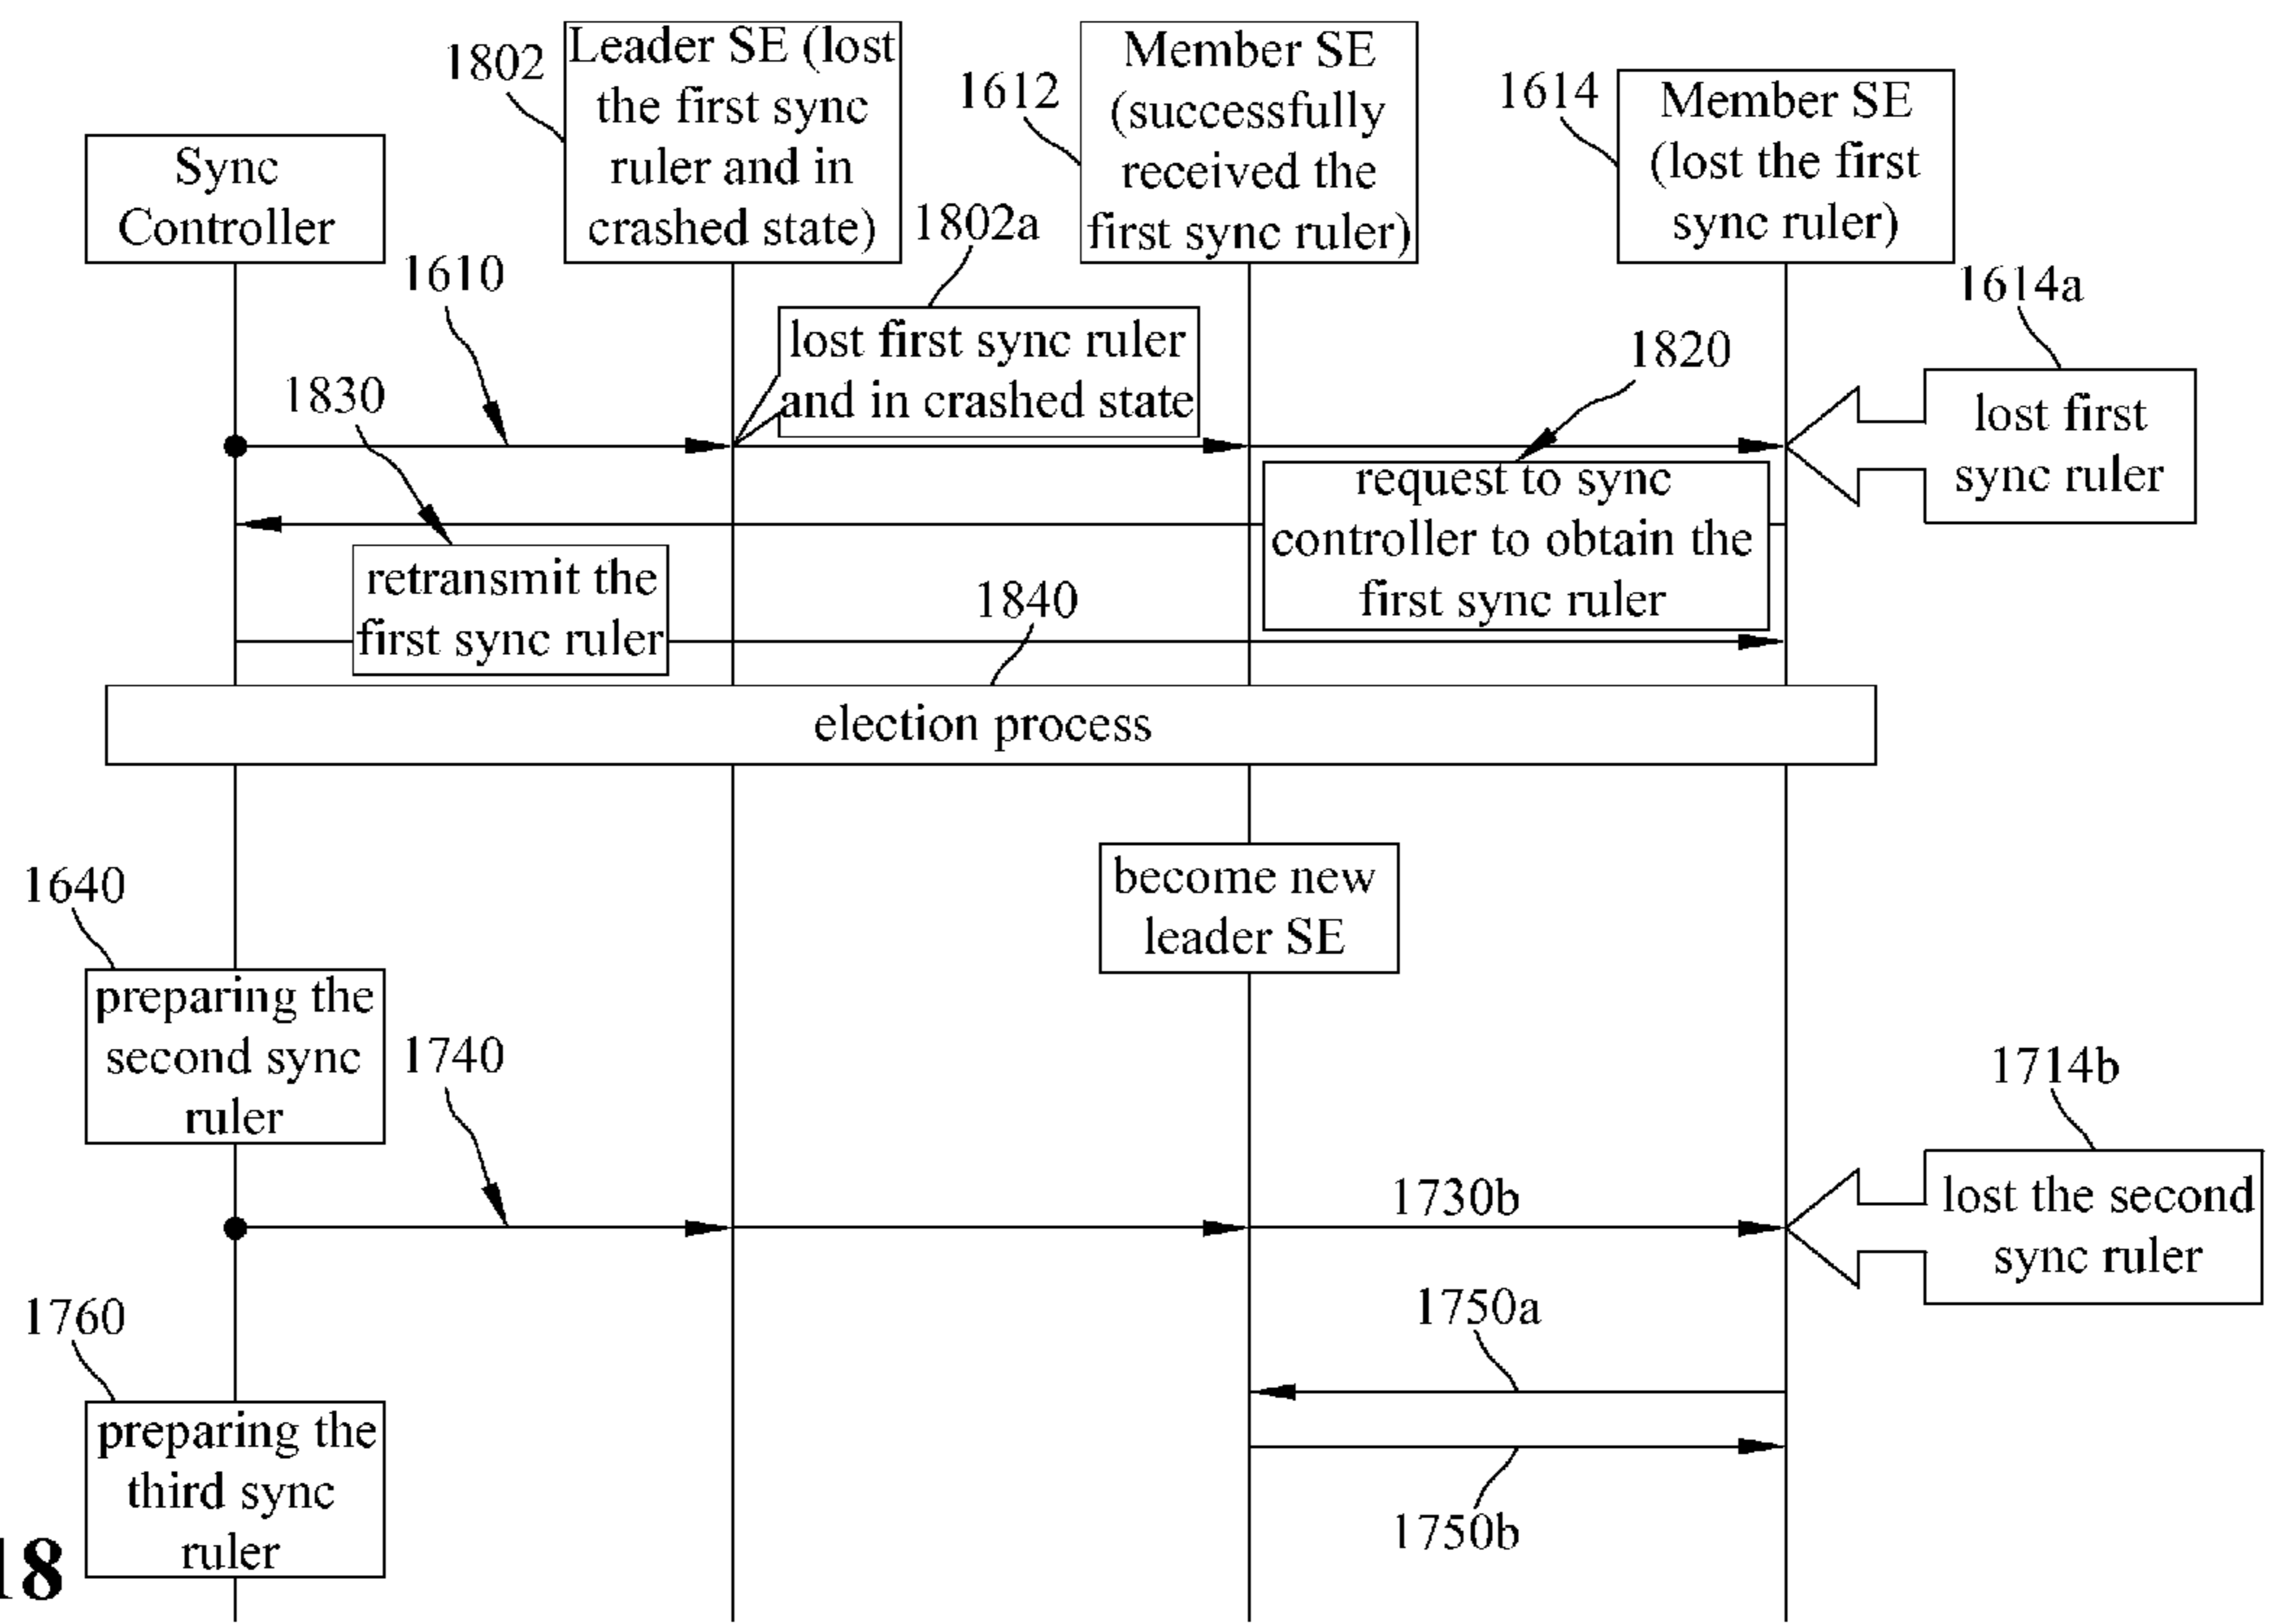 1802
Leader SE (lost
the first sync
ruler and in
crashed state)
1612
Member SE
(successfully
received the
first sync ruler)
1614
Member SE
(lost the first
sync ruler)
Sync
Controller
1610
1802a
lost first sync ruler
and in crashed state
1614a
lost first
sync ruler
1820
1830
request to sync
controller to obtain the
first sync ruler
retransmit the
first sync ruler
1840
election process
become new
leader SE
1640
preparing the
second sync
ruler
1740
1730b
1714b
lost the second
sync ruler
1750a
1750b
1760
preparing the
third sync
ruler
18